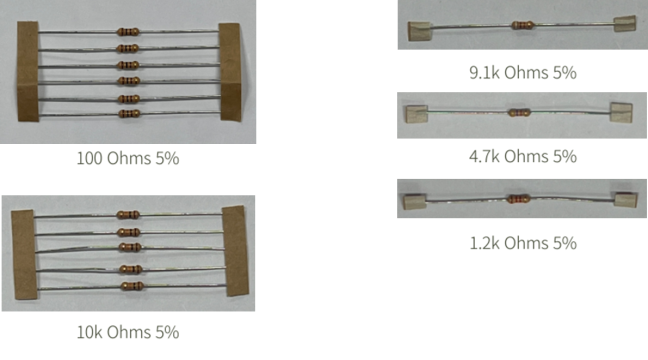 100 Ohms 5%
10k Ohms 5%
9.1k Ohms 5%
4.7k Ohms 5%
1.2k Ohms 5%